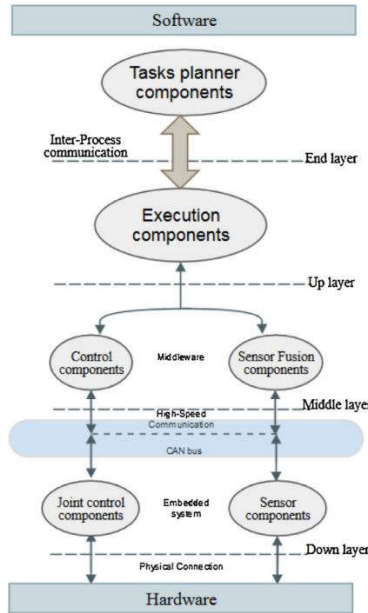 Software
Tasks planner
components
Inter-Process
communication
End layer
Execution
components
Up layer
Control
components
Middleware
Sensor Fusion
components
Middle layer
High-Speed
Communication
CAN bus
Joint control
components
Embedded
system
Sensor
components
Down layer
Physical Connection
Hardware